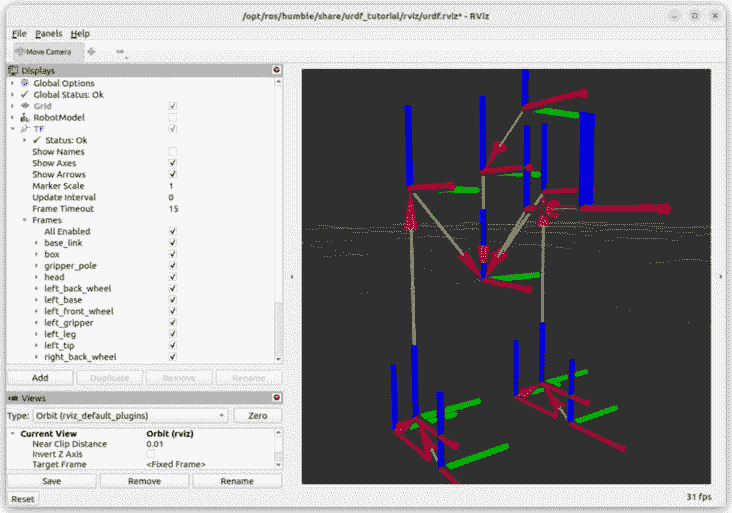 /opt/ros/humble/share/urdf_tutorial/rviz/urdf.rviz* - RViz
File Panels Help
Move Camera
Displays
Global Options
Global Status: Ok
Grid
RobotModel
TF
Status: Ok
Show Names
Show Axes
Show Arrows
Marker Scale 1
Update Interval 0
Frame Timeout 15
Frames
All Enabled
base_link
box
gripper_pole
head
left_back_wheel
left_base
left_front_wheel
left_gripper
left_leg
left_tip
right_back_wheel
Add Duplicate Remove Rename
Views
Type: Orbit (rviz_default_plugins) Zero
Current View Orbit (rviz)
Near Clip Distance 0.01
Invert Z Axis
Target Frame <Fixed Frame>
Save Remove Rename
Reset
31 fps